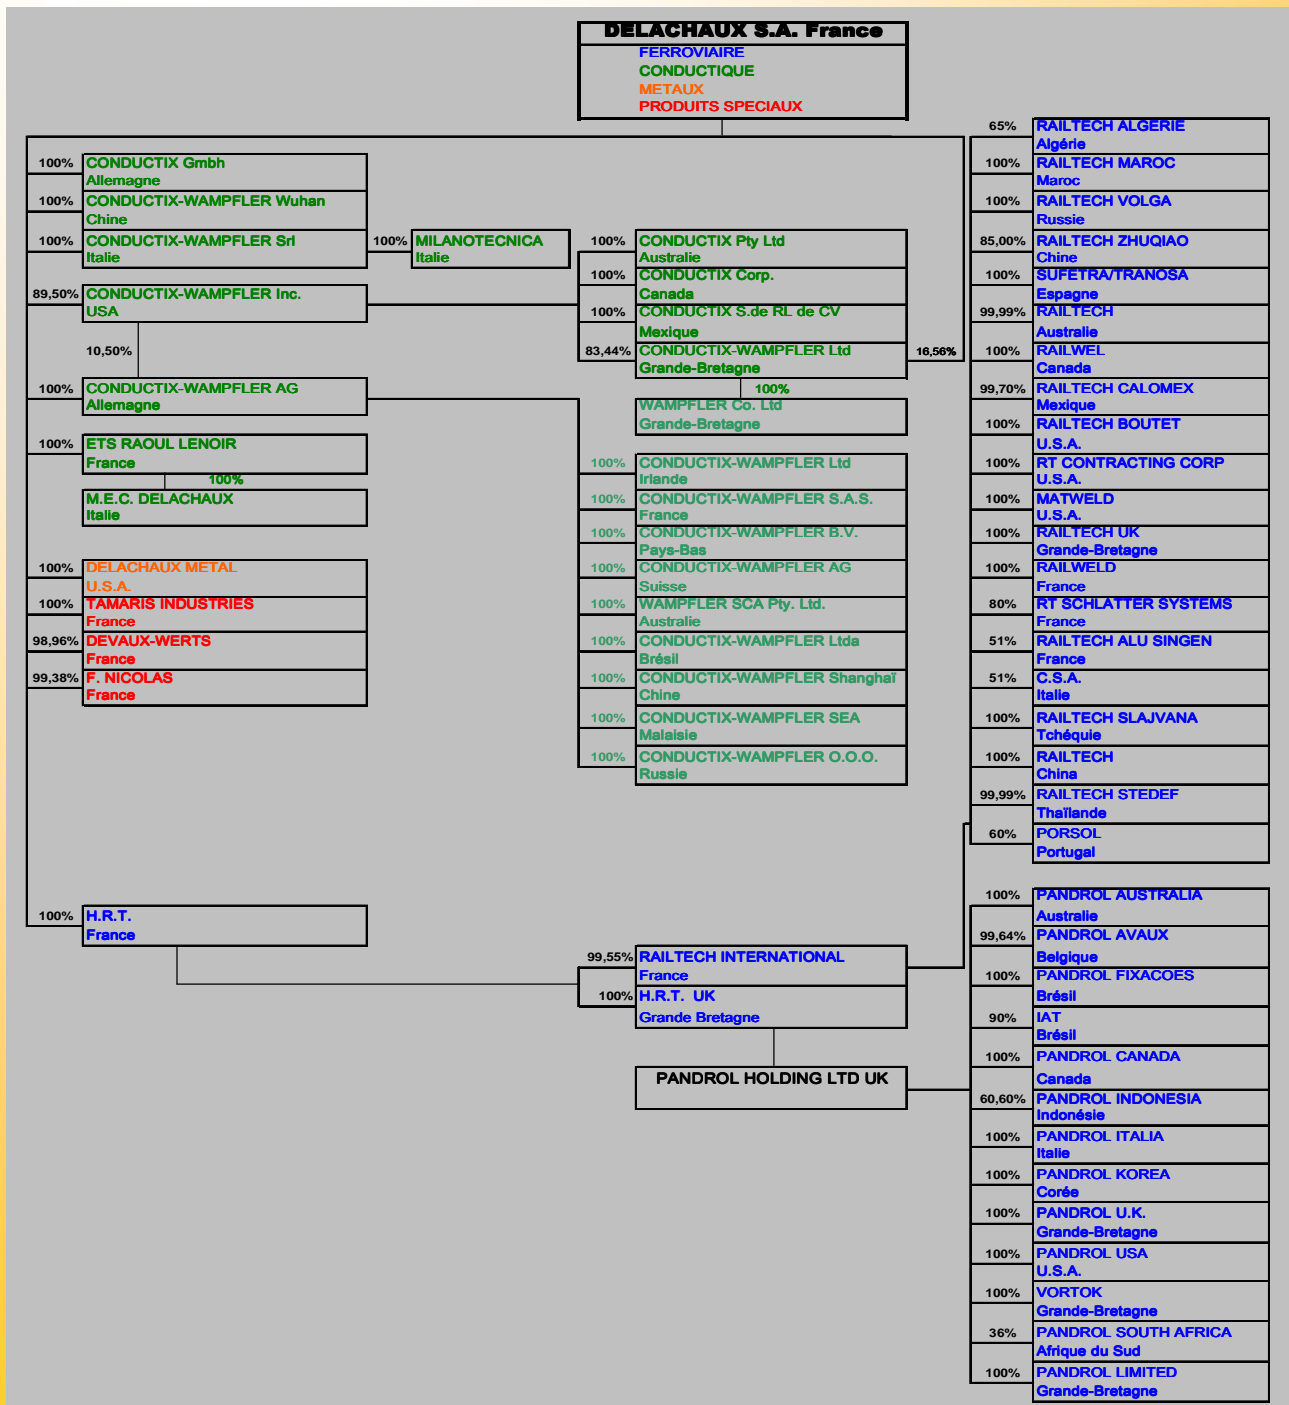 DELACHAUX S.A. France
FERROVIAIRE
CONDUCTIQUE
METAUX
PRODUITS SPECIAUX
100% CONDUCTIX Gmbh
Allemagne
100% CONDUCTIX-WAMPFLER Wuhan
Chine
100% CONDUCTIX-WAMPFLER Srl
Italie
100% MILANOTECNICA
Italie
89,50% CONDUCTIX-WAMPFLER Inc.
USA
10,50%
100% CONDUCTIX-WAMPFLER AG
Allemagne
100% ETS RAOUL LENOIR
France
100%
M.E.C. DELACHAUX
Italie
100% DELACHAUX METAL
U.S.A.
100% TAMARIS INDUSTRIES
France
98,96% DEVAUX-WERTS
France
99,38% F. NICOLAS
France
100% H.R.T.
France
100% CONDUCTIX Pty Ltd
Australie
100% CONDUCTIX Corp.
Canada
100% CONDUCTIX S.de RL de CV
Mexique
83,44% CONDUCTIX-WAMPFLER Ltd 16,56%
Grande-Bretagne
100%
WAMPFLER Co. Ltd
Grande-Bretagne
100% CONDUCTIX-WAMPFLER Ltd
Irlande
100% CONDUCTIX-WAMPFLER S.A.S.
France
100% CONDUCTIX-WAMPFLER B.V.
Pays-Bas
100% CONDUCTIX-WAMPFLER AG
Suisse
100% WAMPFLER SCA Pty. Ltd.
Australie
100% CONDUCTIX-WAMPFLER Ltda
Brésil
100% CONDUCTIX-WAMPFLER Shanghaï
Chine
100% CONDUCTIX-WAMPFLER SEA
Malaisie
100% CONDUCTIX-WAMPFLER O.O.O.
Russie
99,55% RAILTECH INTERNATIONAL
France
100% H.R.T. UK
Grande Bretagne
PANDROL HOLDING LTD UK
65% RAILTECH ALGERIE
Algérie
100% RAILTECH MAROC
Maroc
100% RAILTECH VOLGA
Russie
85,00% RAILTECH ZHUQIAO
Chine
100% SUFETRA/TRANOSA
Espagne
99,99% RAILTECH
Australie
100% RAILWEL
Canada
99,70% RAILTECH CALOMEX
Mexique
100% RAILTECH BOUTET
U.S.A.
100% RT CONTRACTING CORP
U.S.A.
100% MATWELD
U.S.A.
100% RAILTECH UK
Grande-Bretagne
100% RAILWELD
France
80% RT SCHLATTER SYSTEMS
France
51% RAILTECH ALU SINGEN
France
51% C.S.A.
Italie
100% RAILTECH SLAJVANA
Tchéquie
100% RAILTECH
China
99,99% RAILTECH STEDEF
Thaïlande
60% PORSOL
Portugal
100% PANDROL AUSTRALIA
Australie
99,64% PANDROL AVAUX
Belgique
100% PANDROL FIXACOES
Brésil
90% IAT
Brésil
100% PANDROL CANADA
Canada
60,60% PANDROL INDONESIA
Indonésie
100% PANDROL ITALIA
Italie
100% PANDROL KOREA
Corée
100% PANDROL U.K.
Grande-Bretagne
100% PANDROL USA
U.S.A.
100% VORTOK
Grande-Bretagne
36% PANDROL SOUTH AFRICA
Afrique du Sud
100% PANDROL LIMITED
Grande-Bretagne